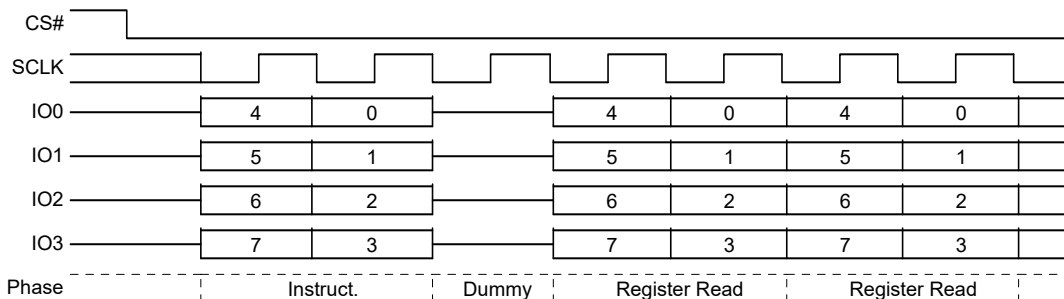 CS#
SCLK
IO0 4 0 4 0 4 0
IO1 5 1 5 1 5 1
IO2 6 2 6 2 6 2
IO3 7 3 7 3 7 3
Phase Instruct. Dummy Register Read Register Read